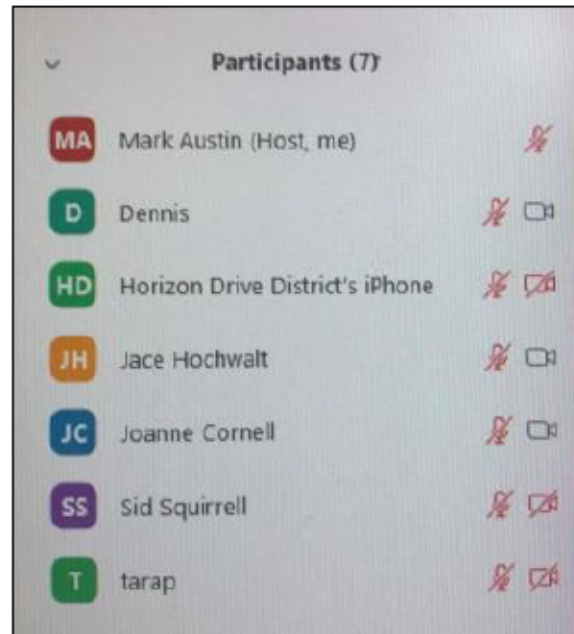 Participants (7)
MA Mark Austin (Host, me)
D Dennis
HD Horizon Drive District's iPhone
JH Jace Hochwalt
JC Joanne Cornell
SS Sid Squirrell
T tarap